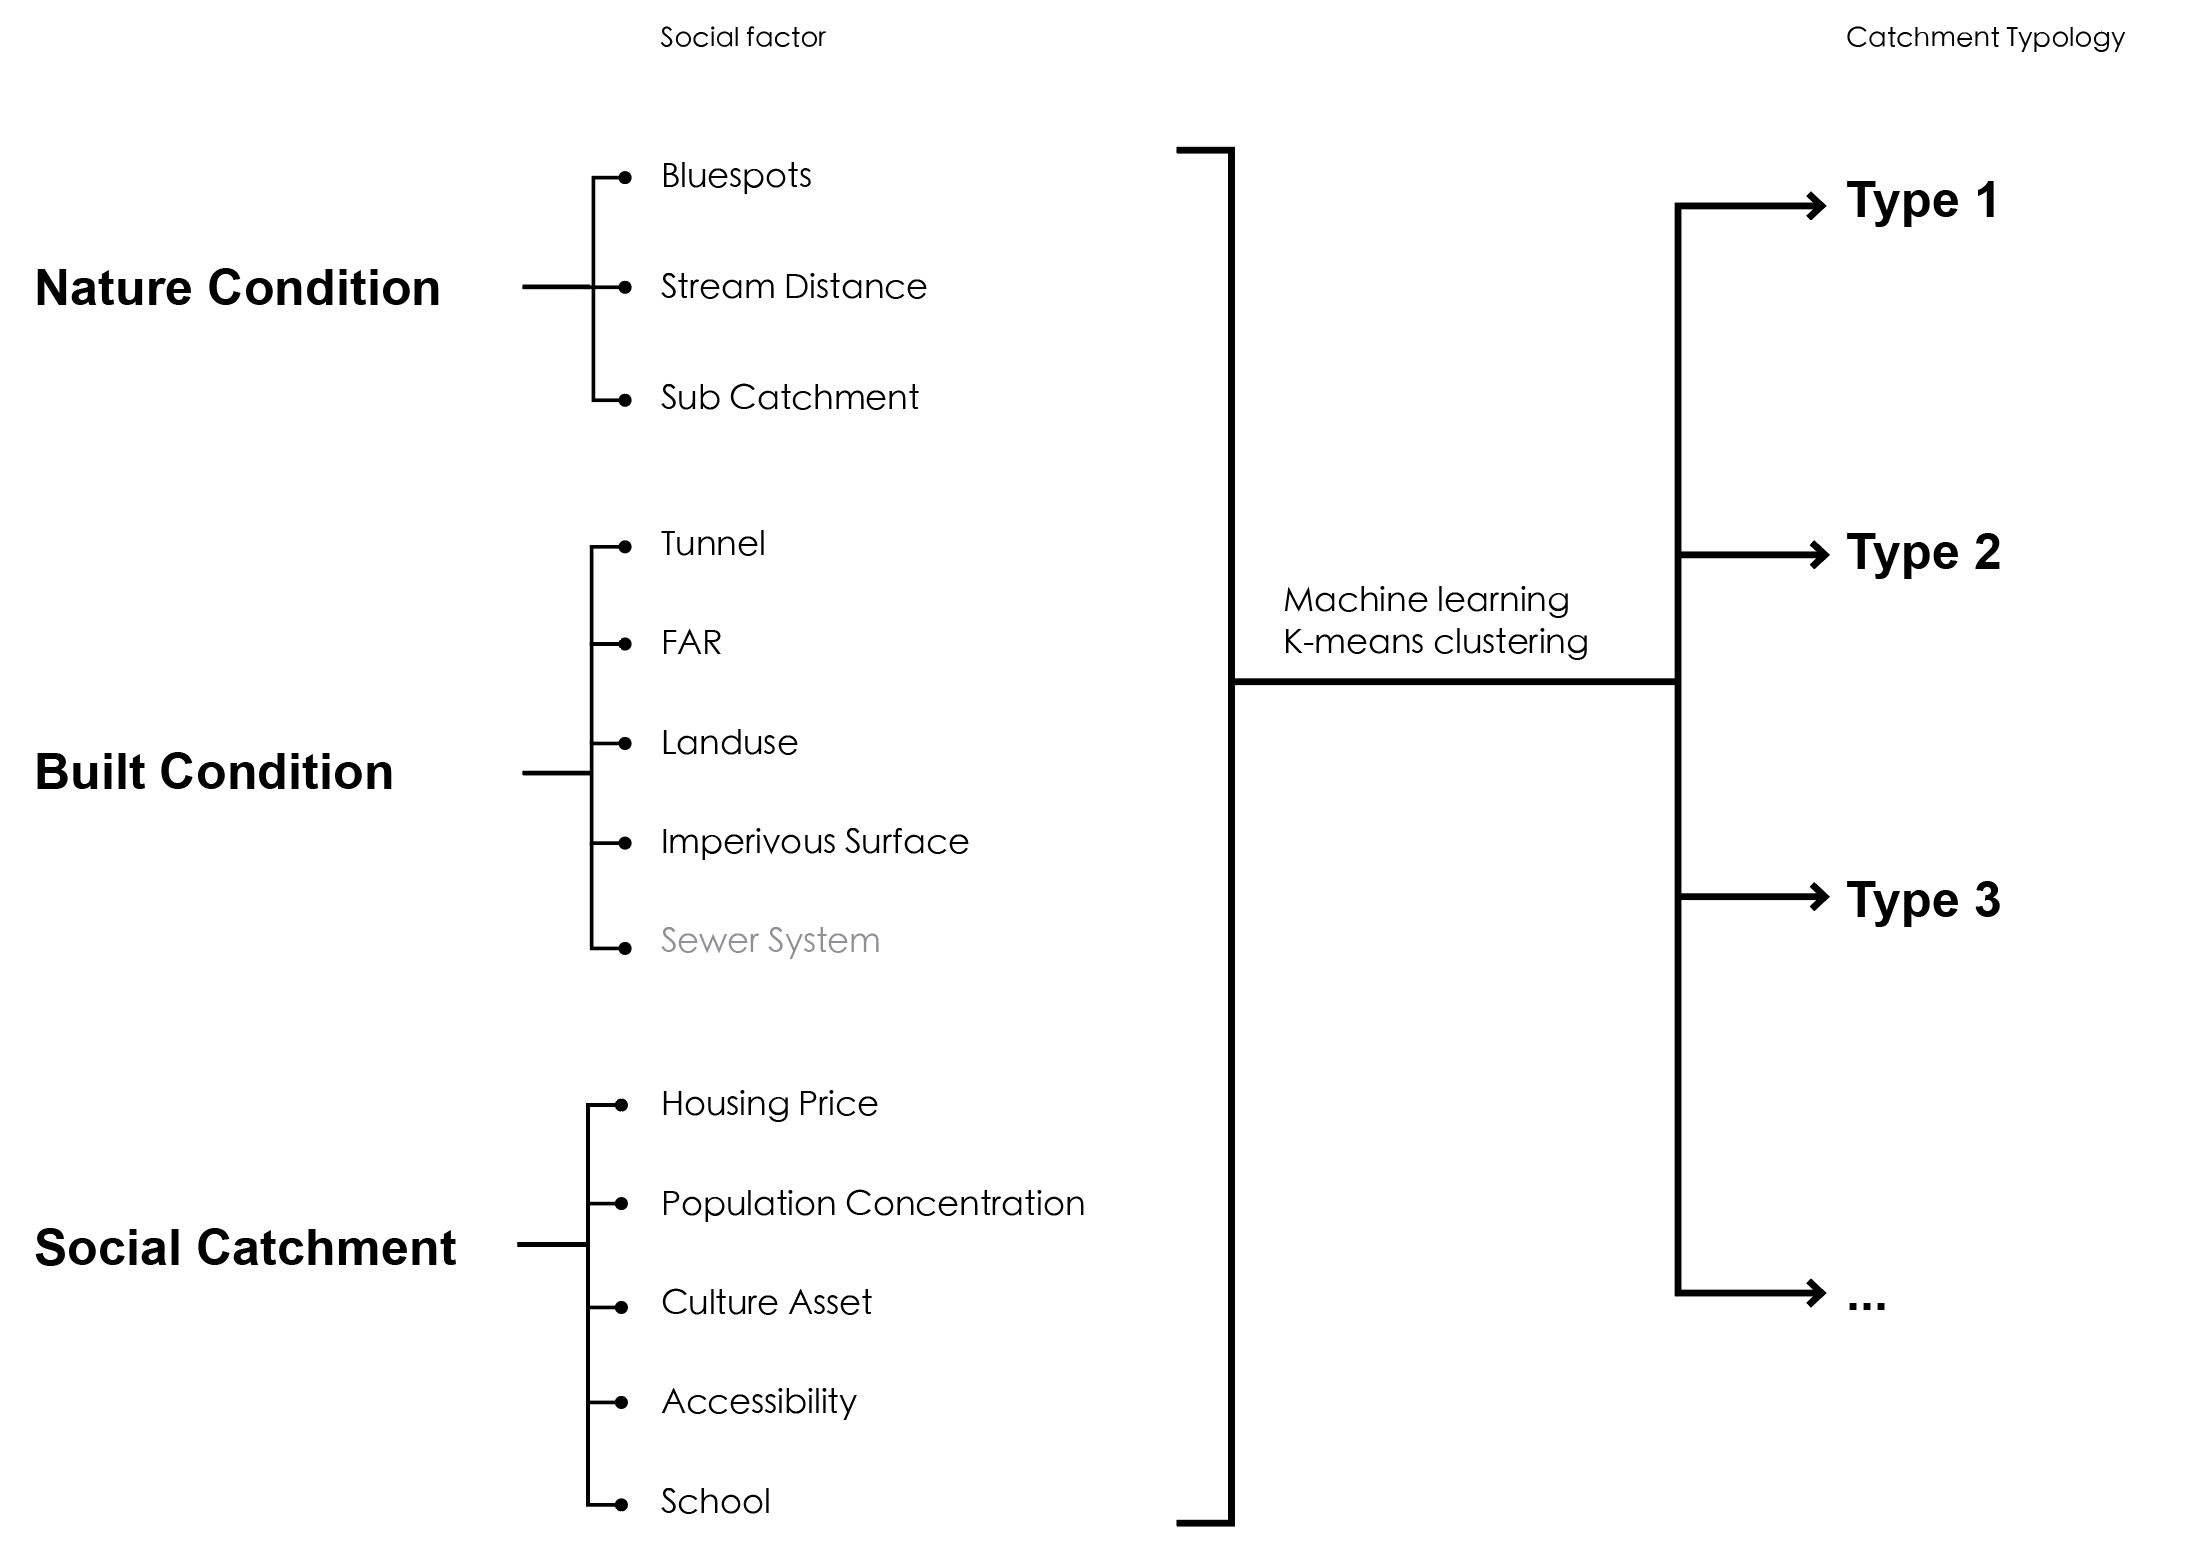 Social factor
Catchment Typology
Nature Condition
Bluespots
Stream Distance
Sub Catchment
Built Condition
Tunnel
FAR
Landuse
Imperivous Surface
Sewer System
Social Catchment
Housing Price
Population Concentration
Culture Asset
Accessibility
School
Machine learning
K-means clustering
Type 1
Type 2
Type 3
...